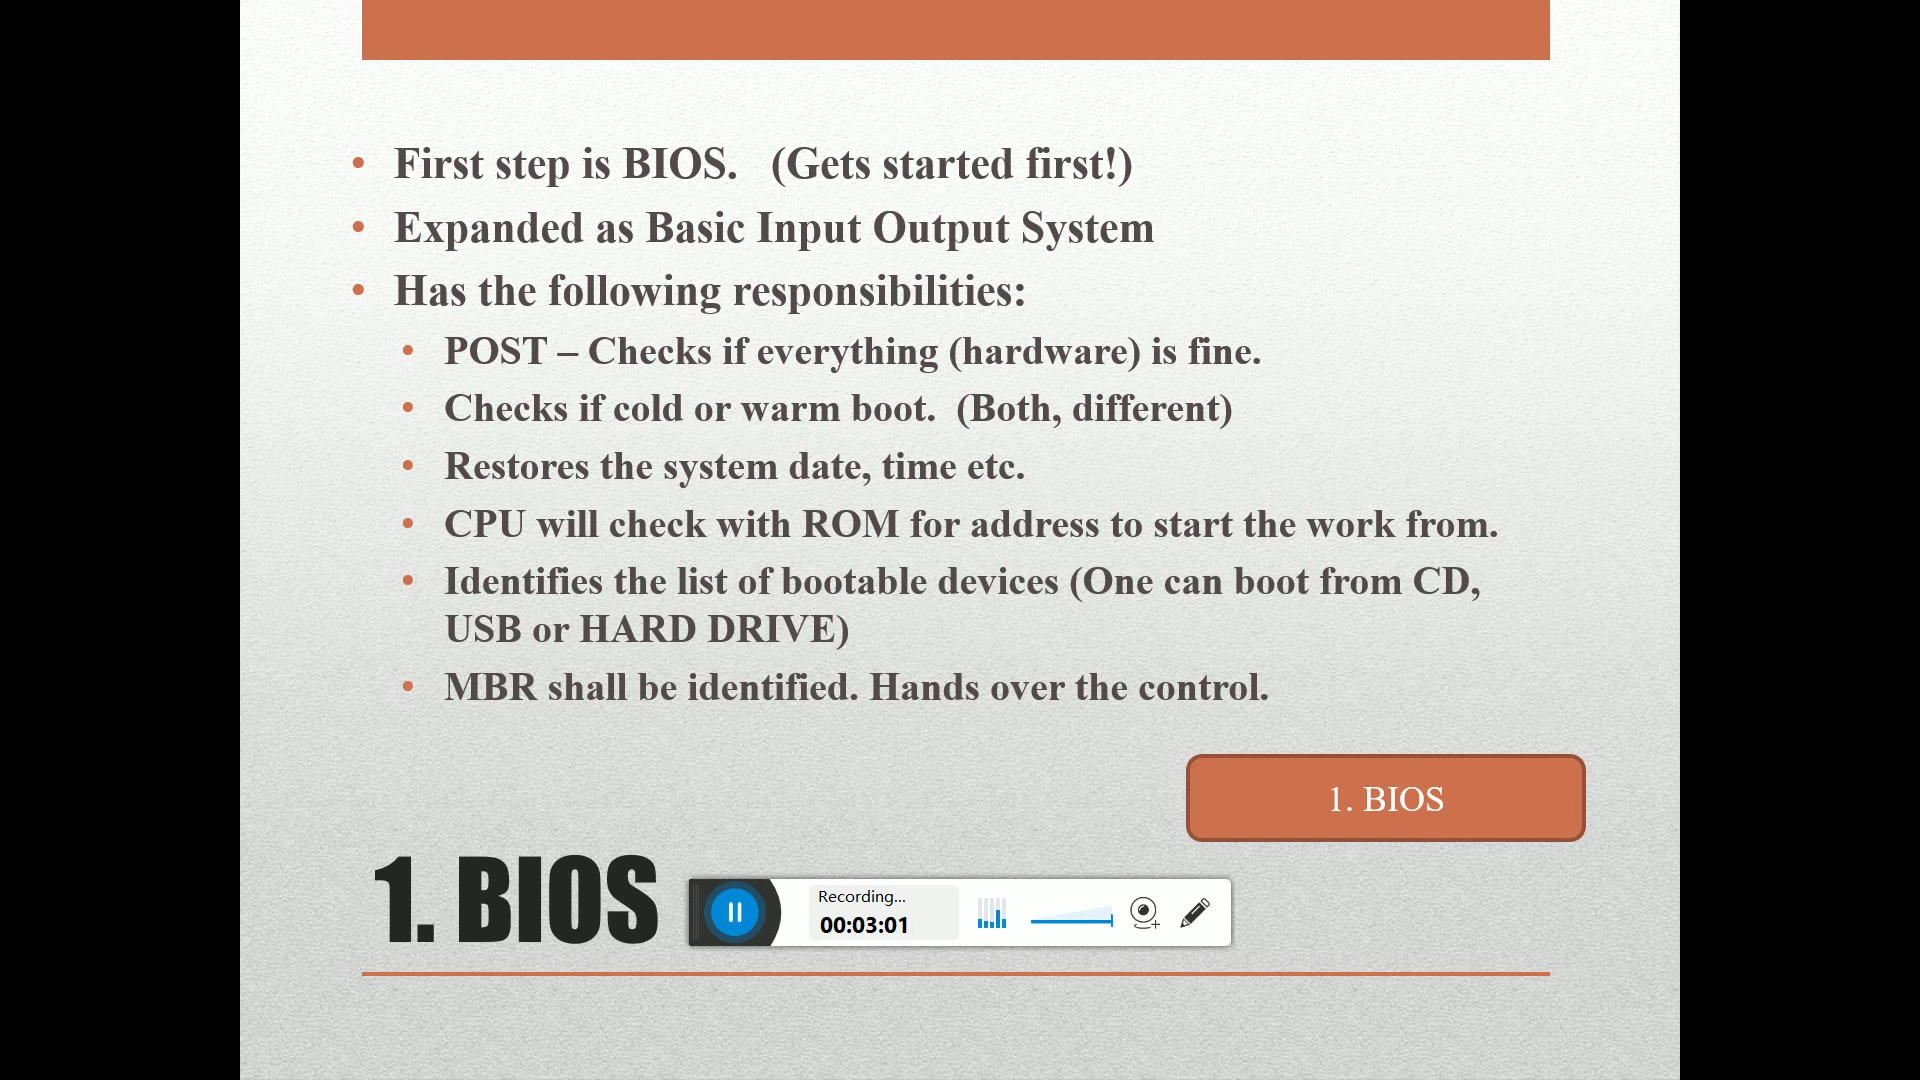 First step is BIOS. (Gets started first!)
Expanded as Basic Input Output System
Has the following responsibilities:
POST – Checks if everything (hardware) is fine.
Checks if cold or warm boot. (Both, different)
Restores the system date, time etc.
CPU will check with ROM for address to start the work from.
Identifies the list of bootable devices (One can boot from CD,
USB or HARD DRIVE)
MBR shall be identified. Hands over the control.
1. BIOS
1. BIOS
Recording...
00:03:01